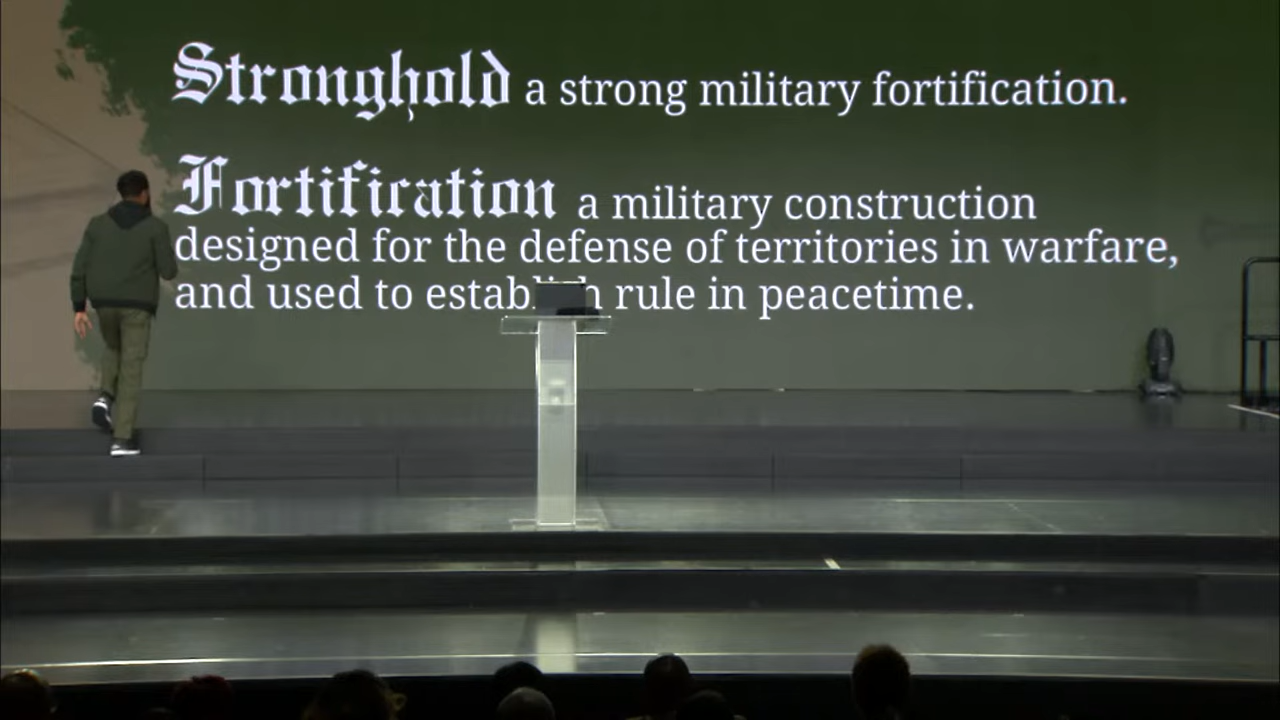 Stronghold a strong military fortification.
Fortification a military construction
designed for the defense of territories in warfare,
and used to establish rule in peacetime.